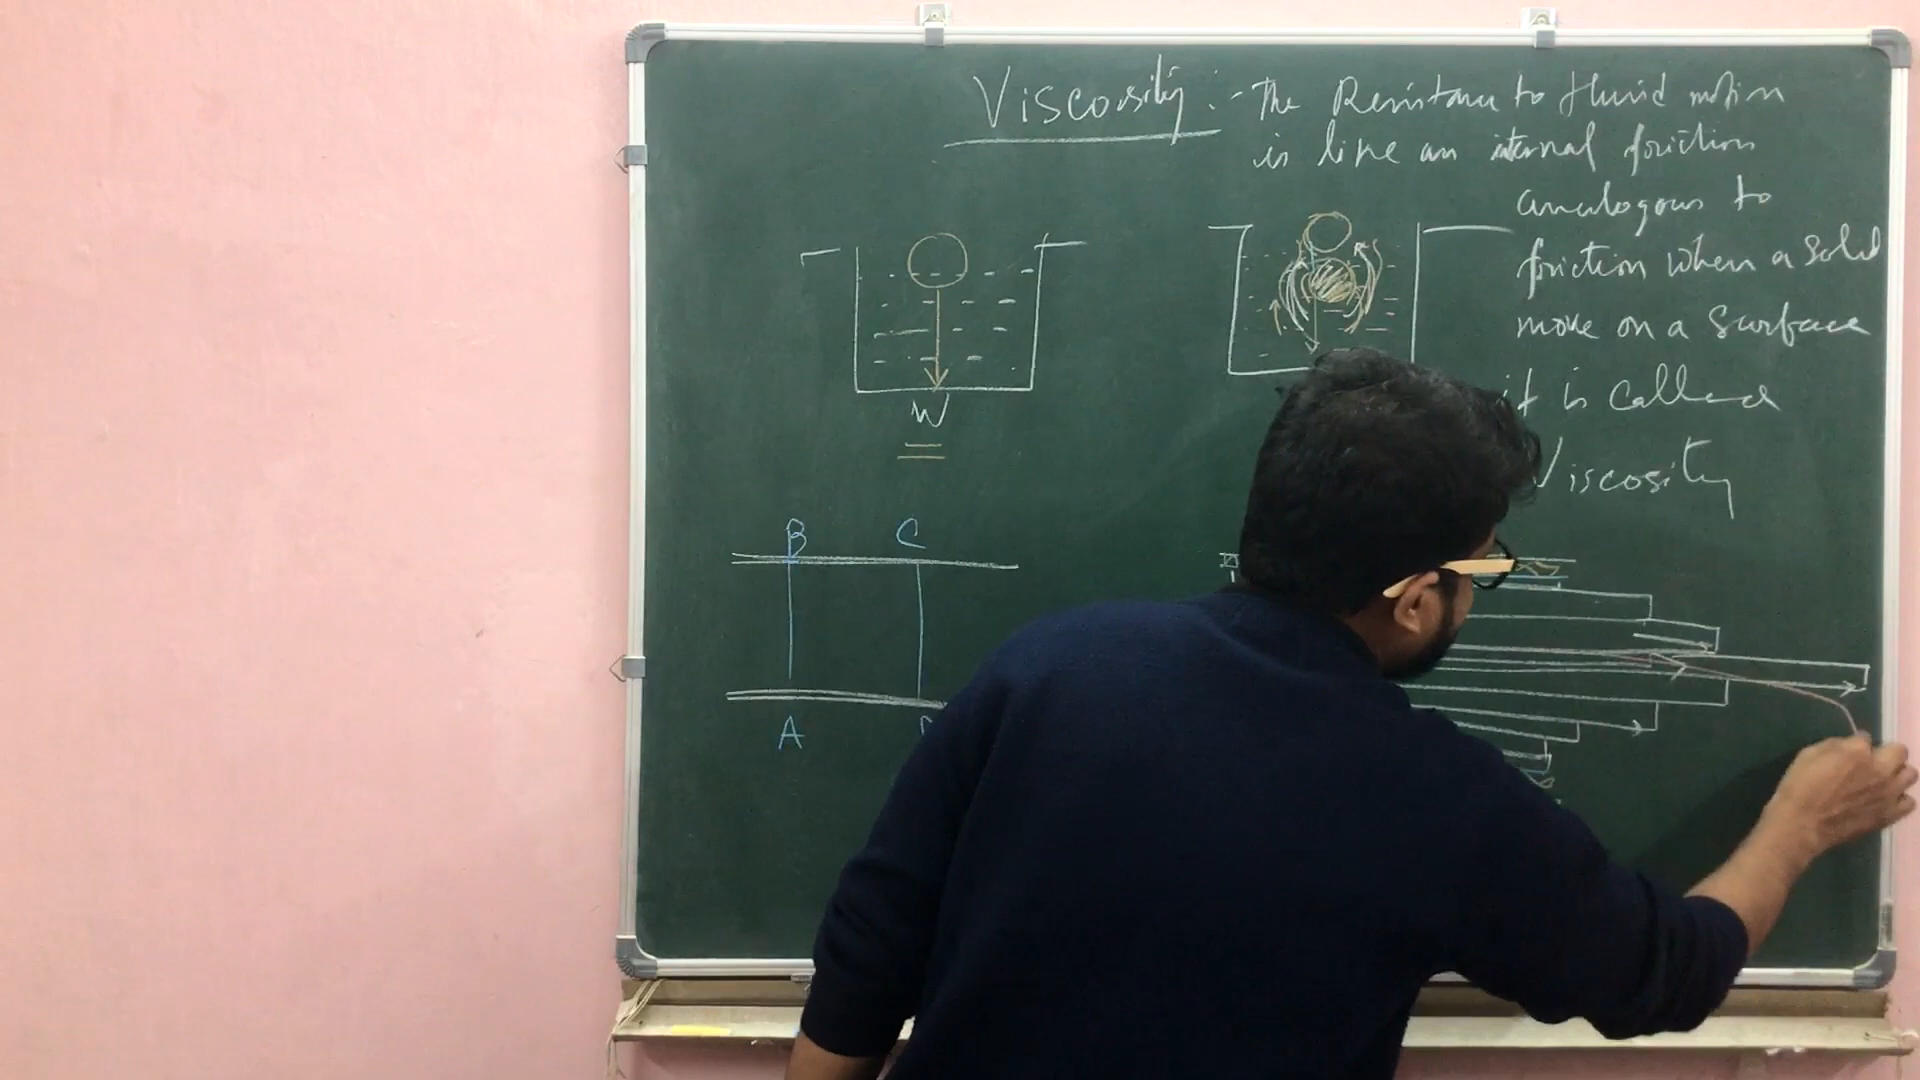 Viscosity :- The Resistance to fluid motion
is like an internal friction
analogous to
friction when a solid
move on a surface
it is called
Viscosity
W
B C
A